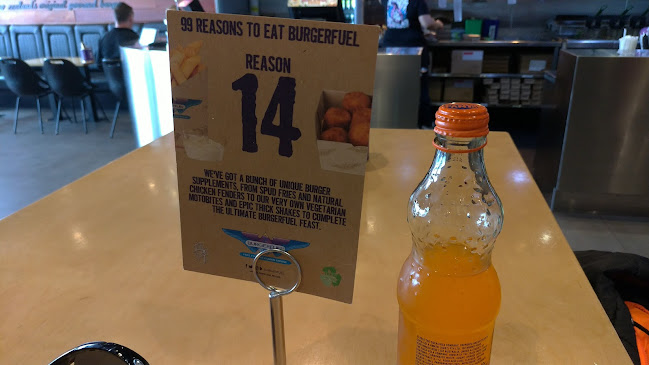 99 REASONS TO EAT BURGERFUEL
REASON
14
WE'VE GOT A BUNCH OF UNIQUE BURGER
SUPPLEMENTS, FROM SPUD FRIES AND NATURAL
CHICKEN FENDERS TO OUR VERY OWN VEGETARIAN
MOTOBITES AND EPIC THICK SHAKES TO COMPLETE
THE ULTIMATE BURGERFUEL FEAST.